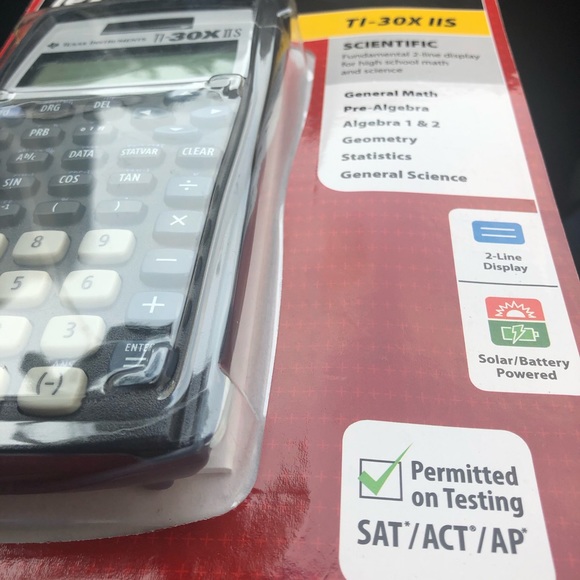 TI-30X IIS
TEXAS INSTRUMENTS TI-30X IIS
SCIENTIFIC
Fundamental 2-line display
for high school math
and science
General Math
Pre-Algebra
Algebra 1 & 2
Geometry
Statistics
General Science
DRG DEL
PRB
A b/c DATA STATVAR CLEAR
SIN COS TAN ÷
( ) ×
8 9 −
5 6 +
3
ENTER
=
(-)
2-Line
Display
Solar/Battery
Powered
Permitted
on Testing
SAT*/ACT*/AP*